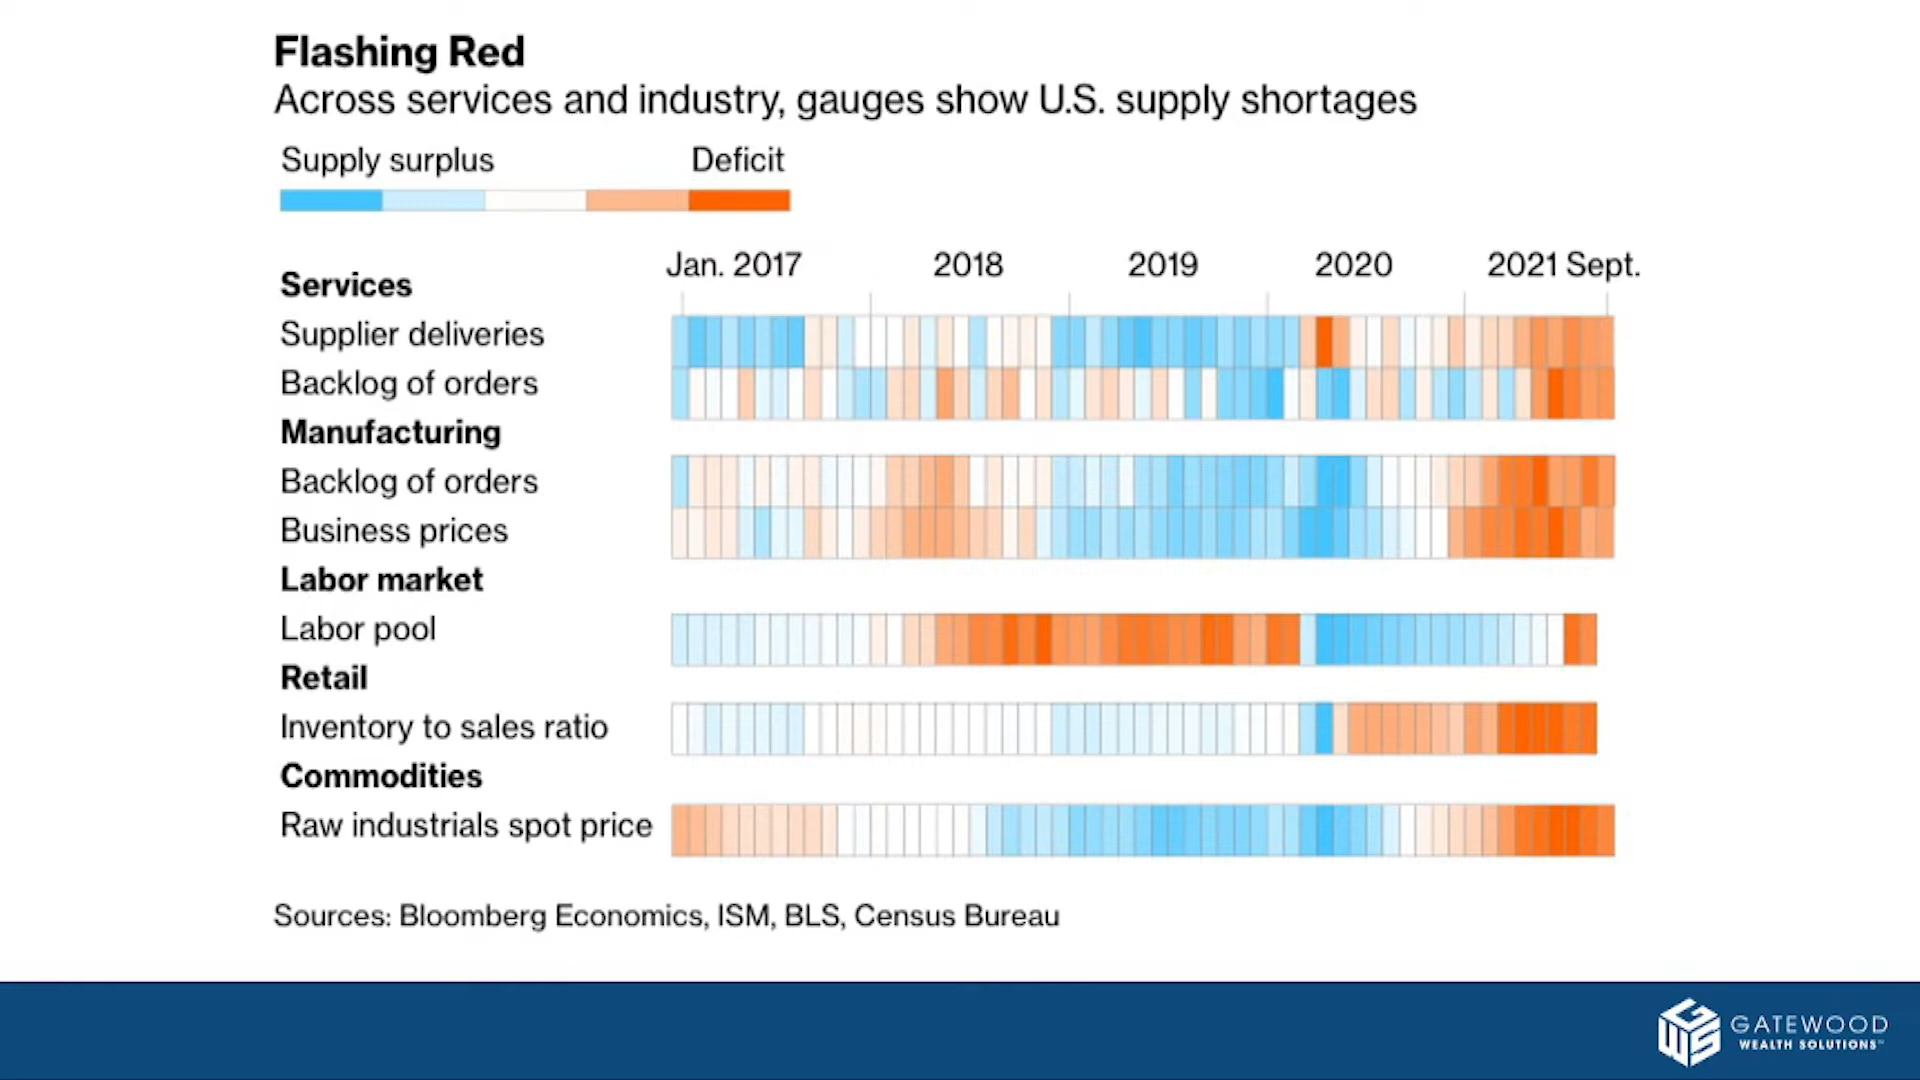 Flashing Red
Across services and industry, gauges show U.S. supply shortages
Supply surplus Deficit
Jan. 2017 2018 2019 2020 2021 Sept.
Services
Supplier deliveries
Backlog of orders
Manufacturing
Backlog of orders
Business prices
Labor market
Labor pool
Retail
Inventory to sales ratio
Commodities
Raw industrials spot price
Sources: Bloomberg Economics, ISM, BLS, Census Bureau
GWS
GATEWOOD
WEALTH SOLUTIONS